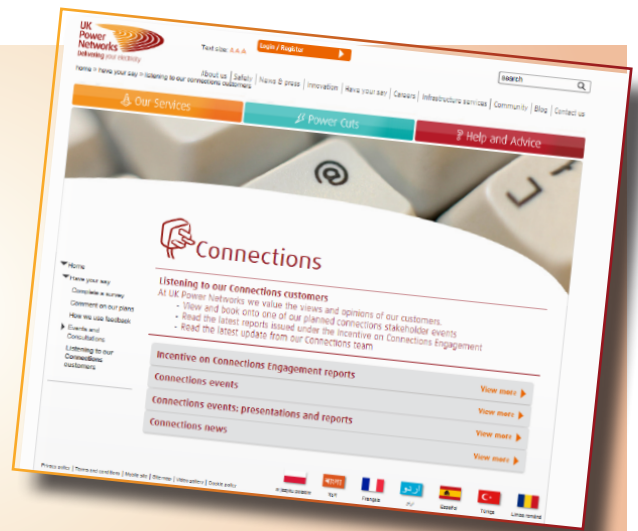 UK
Power
Networks
Delivering your electricity
Text size: A A A
Login / Register
search
home > have your say > listening to our connections customers
About us | Safety | News & press | Innovation | Have your say | Careers | Infrastructure services | Community | Blog | Contact us
Our Services
Power Cuts
Help and Advice
@
Connections
Home
Have your say
Complete a survey
Comment on our plans
How we use feedback
Events and
Consultations
Listening to our
Connections
customers
Listening to our Connections customers
At UK Power Networks we value the views and opinions of our customers.
- View and book onto one of our planned connections stakeholder events
- Read the latest reports issued under the Incentive on Connections Engagement
- Read the latest update from our Connections team
Incentive on Connections Engagement reports
View more
Connections events
View more
Connections events: presentations and reports
View more
Connections news
View more
Privacy policy | Terms and conditions | Mobile site | Site map | Video gallery | Cookie policy
Français
اردو
Español
Türkçe
Limba română